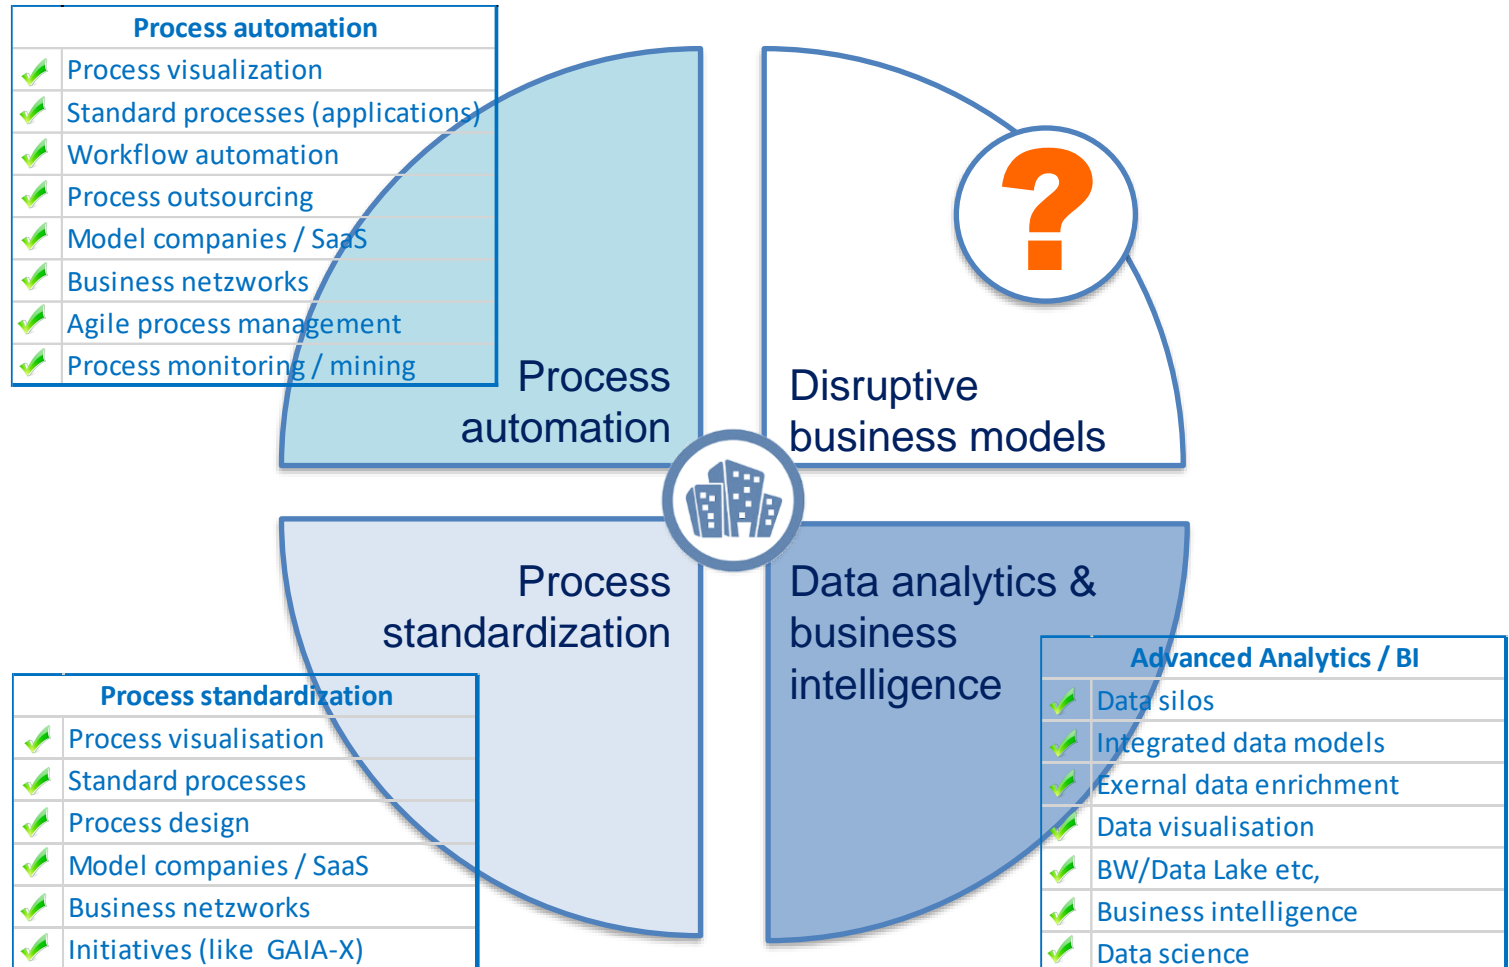 Process automation
Process visualization
Standard processes (applications)
Workflow automation
Process outsourcing
Model companies / SaaS
Business netzworks
Agile process management
Process monitoring / mining
Process
automation
?
Disruptive
business models
Process
standardization
Data analytics &
business
intelligence
Process standardization
Process visualisation
Standard processes
Process design
Model companies / SaaS
Business netzworks
Initiatives (like GAIA-X)
Advanced Analytics / BI
Data silos
Integrated data models
Exernal data enrichment
Data visualisation
BW/Data Lake etc,
Business intelligence
Data science